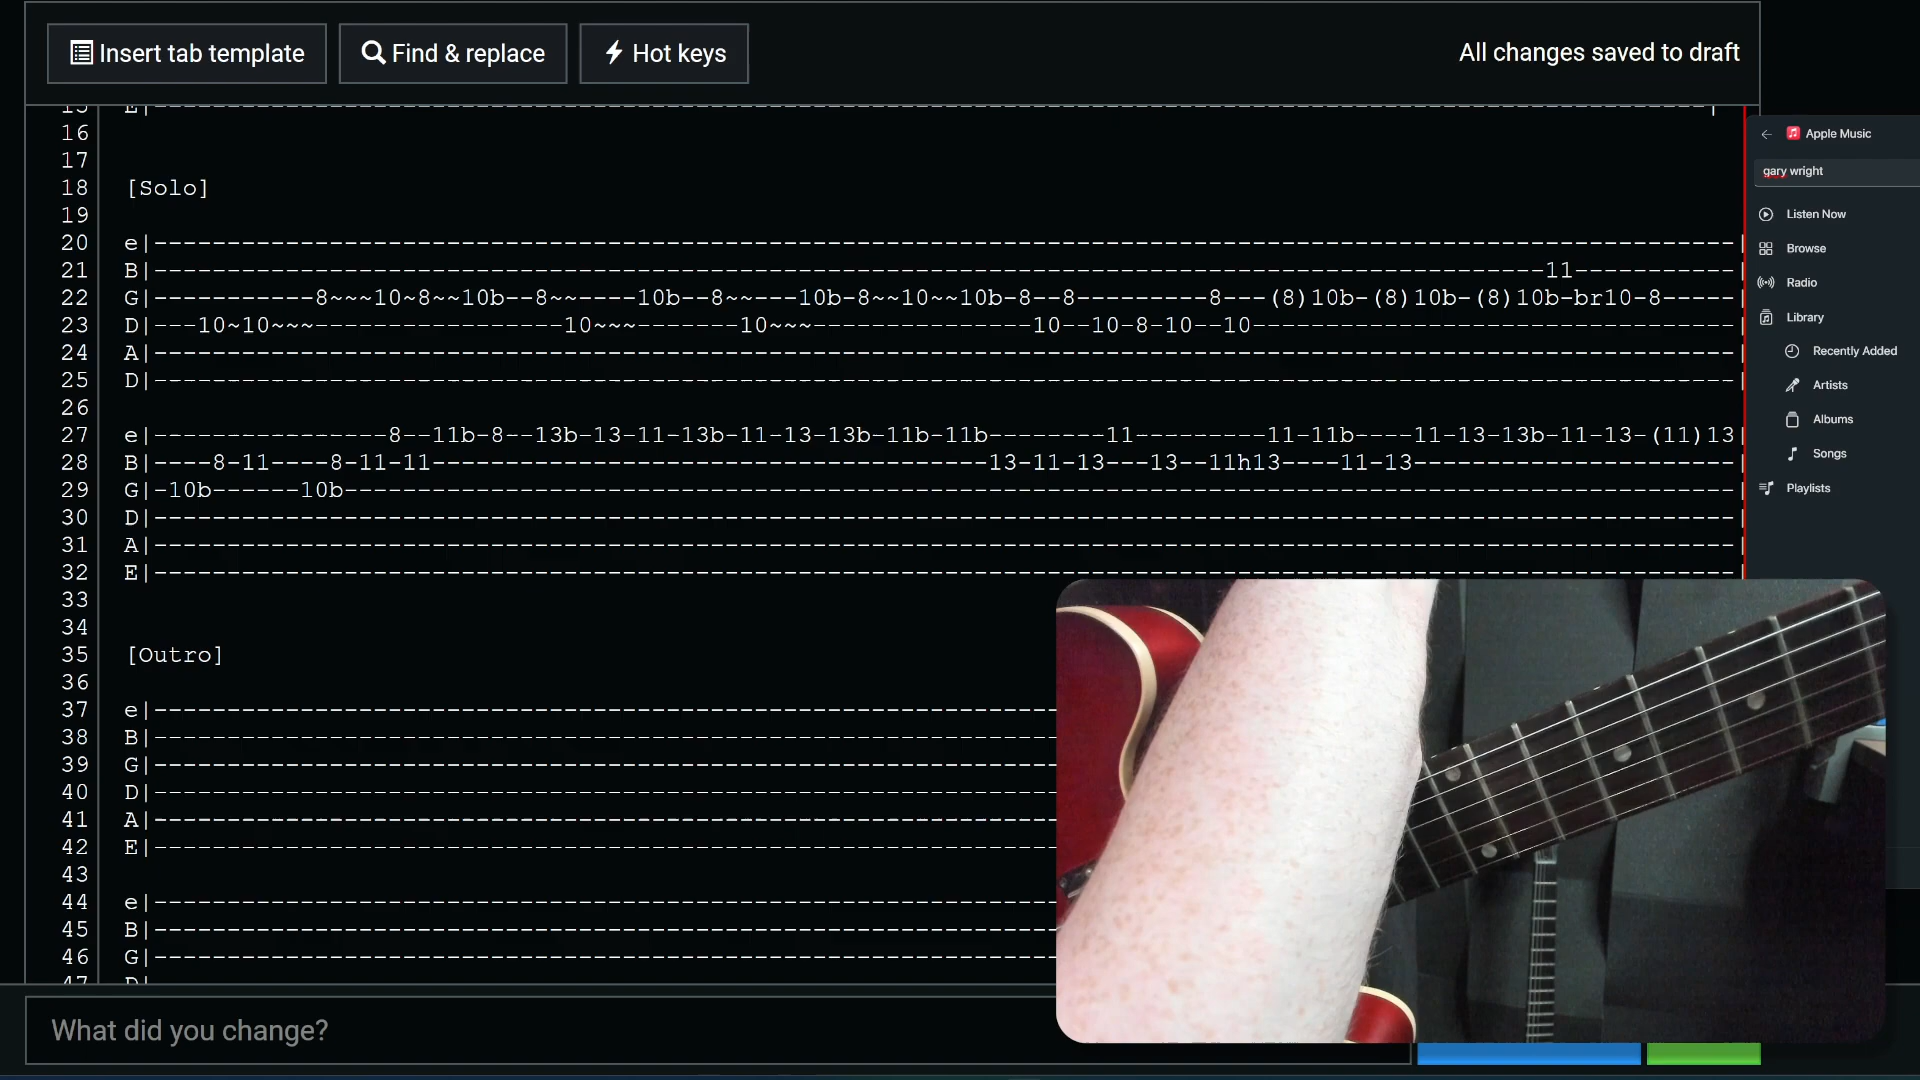 Insert tab template
Find & replace
Hot keys
All changes saved to draft
15 E|-----------------------------------------------------------------------------------------------------------|
16
17
18 [Solo]
19
20 e|------------------------------------------------------------------------------------------------------------|
21 B|-----------------------------------------------------------------------------------------------11-----------|
22 G|-----------8~~~10~8~~10b--8~~----10b--8~~----10b-8~~10~~10b-8--8---------8---(8)10b-(8)10b-(8)10b-br10-8-----|
23 D|---10~10~~~-----------------10~~~-------10~~~---------------10--10-8-10--10---------------------------------|
24 A|------------------------------------------------------------------------------------------------------------|
25 D|------------------------------------------------------------------------------------------------------------|
26
27 e|----------------8--11b-8--13b-13-11-13b-11-13-13b-11b-11b--------11---------11-11b----11-13-13b-11-13-(11)13|
28 B|----8-11----8-11-11--------------------------------------13-11-13---13--11h13----11-13----------------------|
29 G|-10b------10b-----------------------------------------------------------------------------------------------|
30 D|------------------------------------------------------------------------------------------------------------|
31 A|------------------------------------------------------------------------------------------------------------|
32 E|------------------------------------------------------------------------------------------------------------|
33
34
35 [Outro]
36
37 e|--------------------------------------------------------------
38 B|--------------------------------------------------------------
39 G|--------------------------------------------------------------
40 D|--------------------------------------------------------------
41 A|--------------------------------------------------------------
42 E|--------------------------------------------------------------
43
44 e|--------------------------------------------------------------
45 B|--------------------------------------------------------------
46 G|--------------------------------------------------------------
47 D|
What did you change?
Apple Music
gary wright
Listen Now
Browse
Radio
Library
Recently Added
Artists
Albums
Songs
Playlists